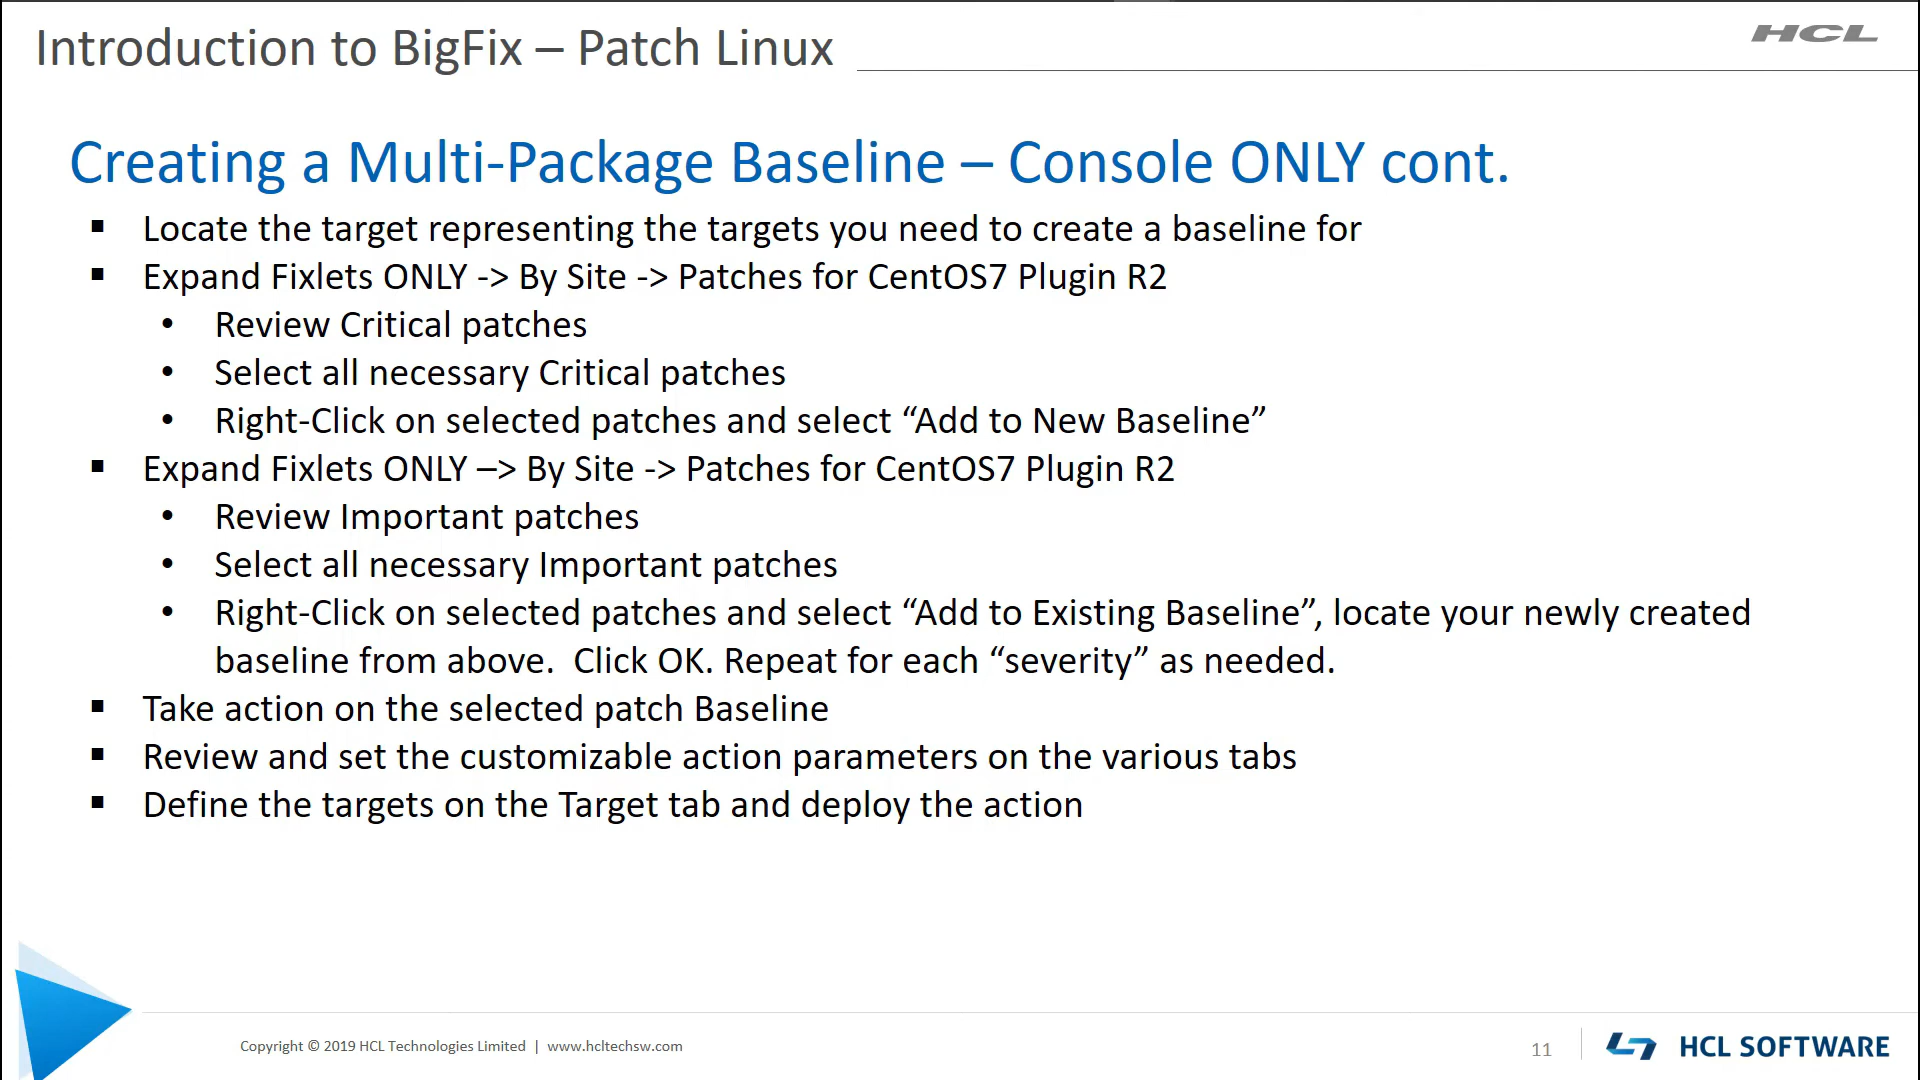 Introduction to BigFix – Patch Linux
HCL
Creating a Multi-Package Baseline – Console ONLY cont.
▪ Locate the target representing the targets you need to create a baseline for
▪ Expand Fixlets ONLY -> By Site -> Patches for CentOS7 Plugin R2
• Review Critical patches
• Select all necessary Critical patches
• Right-Click on selected patches and select “Add to New Baseline”
▪ Expand Fixlets ONLY –> By Site -> Patches for CentOS7 Plugin R2
• Review Important patches
• Select all necessary Important patches
• Right-Click on selected patches and select “Add to Existing Baseline”, locate your newly created
baseline from above.  Click OK. Repeat for each “severity” as needed.
▪ Take action on the selected patch Baseline
▪ Review and set the customizable action parameters on the various tabs
▪ Define the targets on the Target tab and deploy the action
Copyright © 2019 HCL Technologies Limited | www.hcltechsw.com
11
HCL SOFTWARE